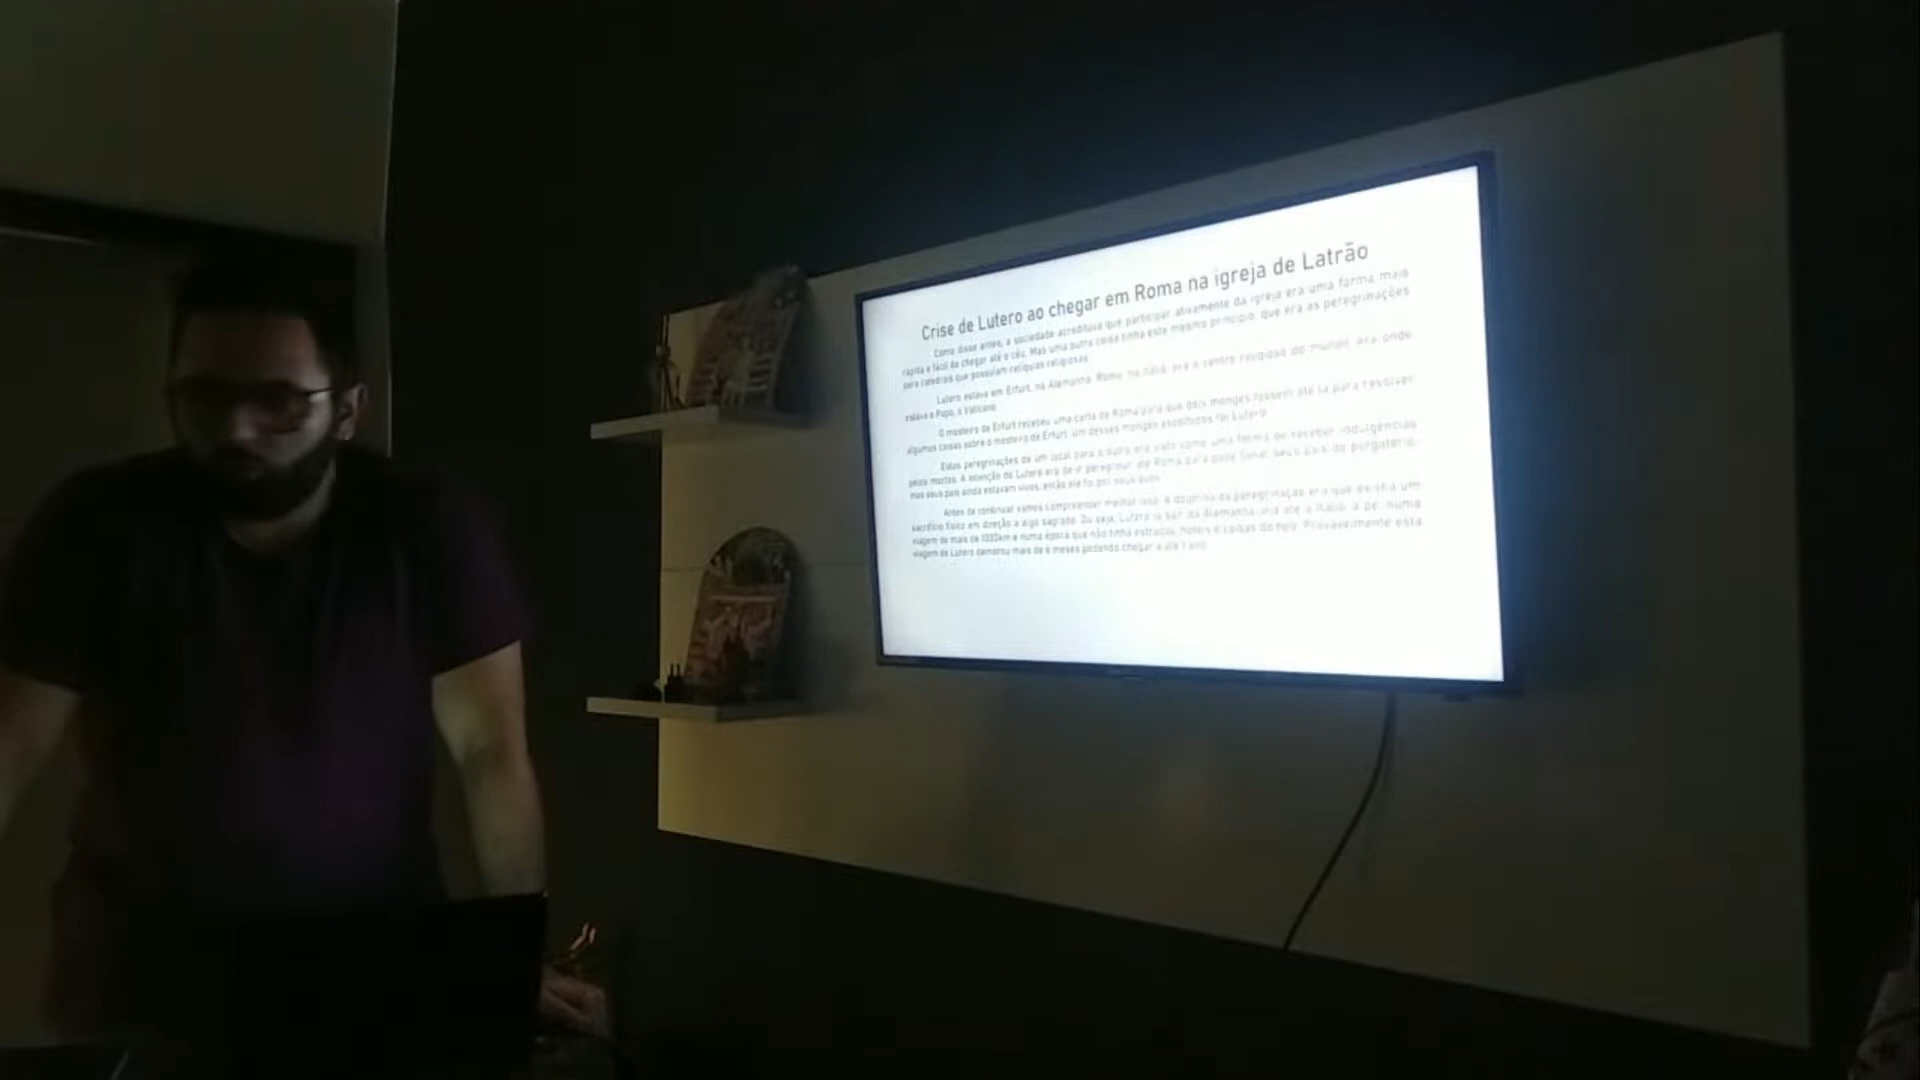 Crise de Lutero ao chegar em Roma na igreja de Latrão
Como disse antes, a sociedade acreditava que participar ativamente da igreja era uma forma mais
rápida e fácil de chegar até o céu. Mas uma outra coisa tinha este mesmo princípio, que era as peregrinações
para catedrais que possuíam relíquias religiosas.
Lutero estava em Erfurt, na Alemanha. Roma, na Itália, era o centro religioso do mundo, era onde
estava o Papa, o Vaticano.
O mosteiro de Erfurt recebeu uma carta de Roma para que dois monges fossem até lá para resolver
algumas coisas sobre o mosteiro de Erfurt, um desses monges escolhidos foi Lutero.
Estas peregrinações de um local para o outro era visto como uma forma de receber indulgências
pelos mortos. A intenção de Lutero era de ir peregrinar até Roma para pode seus pais do purgatório,
mas seus pais ainda estavam vivos, então ele foi por seus avós.
Antes de continuar vamos compreender melhor isso. A doutrina da peregrinação era que existia um
sacrifício físico em direção a algo sagrado. Ou seja, Lutero ia sair da Alemanha iria até a Itália, a pé, numa
viagem de mais de 1000km e numa época que não tinha estradas, hotéis e coisas do tipo. Provavelmente esta
viagem de Lutero demorou mais de 6 meses podendo chegar a até 1 ano.